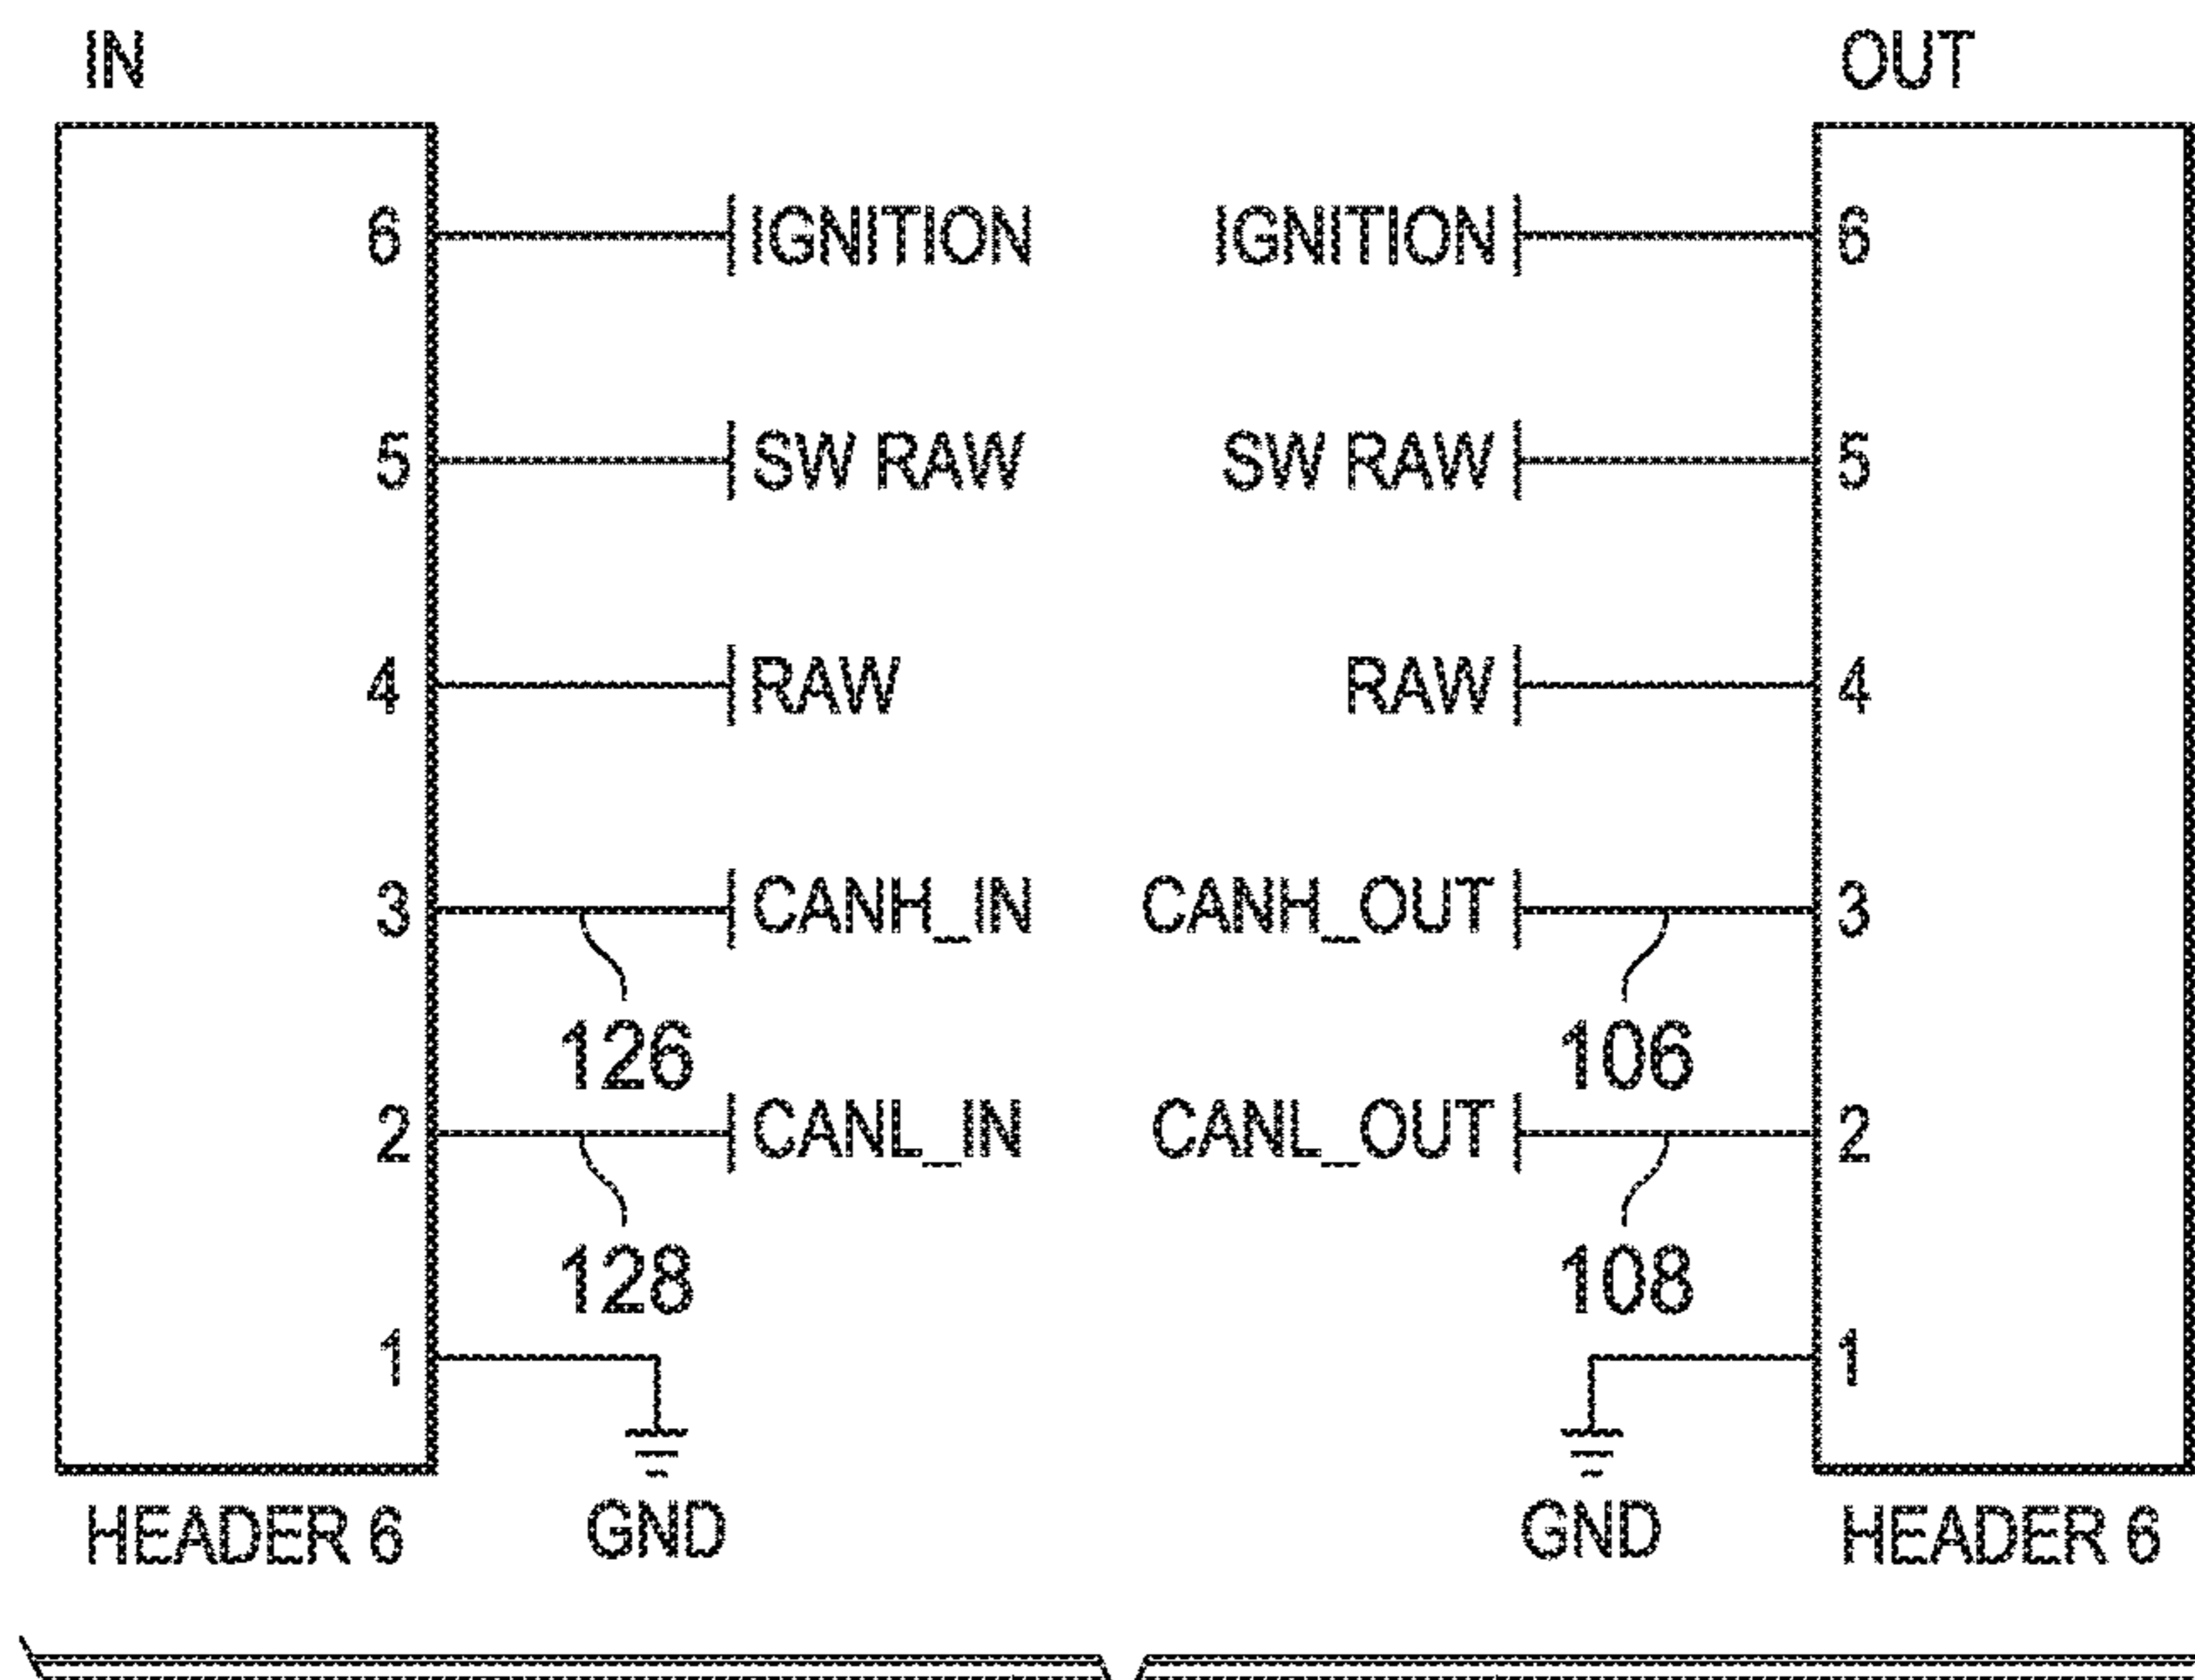 IN OUT
6 IGNITION IGNITION 6
5 SW RAW SW RAW 5
4 RAW RAW 4
3 CANH_IN CANH_OUT 3
126 106
2 CANL_IN CANL_OUT 2
128 108
1 1
HEADER 6 GND GND HEADER 6